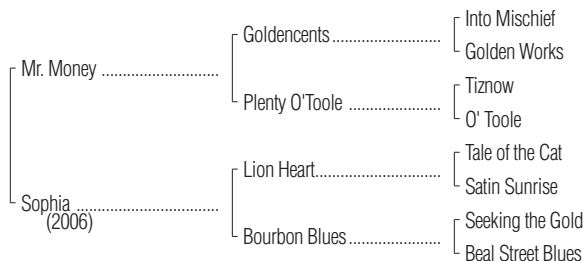 Into Mischief
Goldencents
Golden Works
Mr. Money
Tiznow
Plenty O'Toole
O' Toole
Tale of the Cat
Lion Heart
Satin Sunrise
Sophia
(2006)
Seeking the Gold
Bourbon Blues
Beal Street Blues